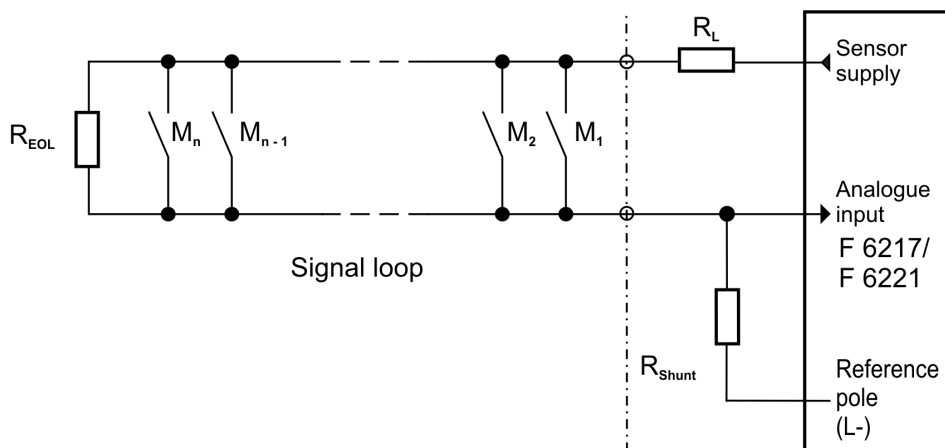 R_L
Sensor
supply
R_EOL
M_n
M_n - 1
M_2
M_1
Analogue
input
F 6217/
F 6221
Signal loop
R_Shunt
Reference
pole
(L-)